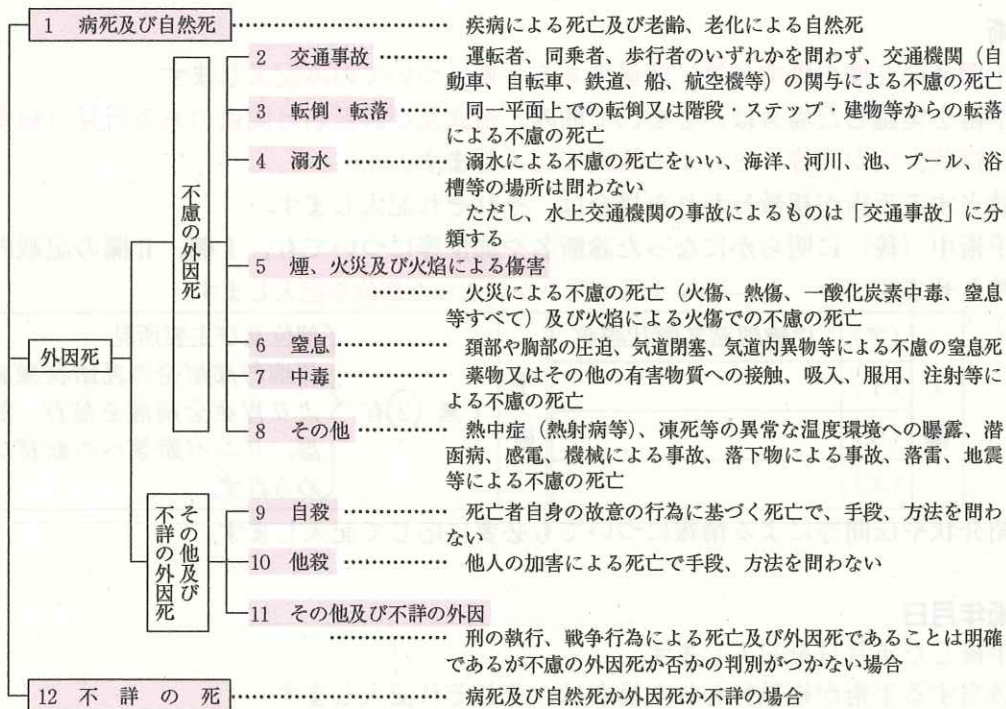 1 病死及び自然死 ……………… 疾病による死亡及び老齢、老化による自然死
不慮の外因死
2 交通事故 ……………… 運転者、同乗者、歩行者のいずれかを問わず、交通機関（自
動車、自転車、鉄道、船、航空機等）の関与による不慮の死亡
3 転倒・転落 ……………… 同一平面上での転倒又は階段・ステップ・建物等からの転落
による不慮の死亡
4 溺水 ……………… 溺水による不慮の死亡をいい、海洋、河川、池、プール、浴
槽等の場所は問わない
ただし、水上交通機関の事故によるものは「交通事故」に分
類する
5 煙、火災及び火焰による傷害
……………… 火災による不慮の死亡（火傷、熱傷、一酸化炭素中毒、窒息
等すべて）及び火焰による火傷での不慮の死亡
外因死
6 窒息 ……………… 頚部や胸部の圧迫、気道閉塞、気道内異物等による不慮の窒息死
7 中毒 ……………… 薬物又はその他の有害物質への接触、吸入、服用、注射等に
よる不慮の死亡
8 その他 ……………… 熱中症（熱射病等）、凍死等の異常な温度環境への曝露、潜
函病、感電、機械による事故、落下物による事故、落雷、地震
等による不慮の死亡
その他及び
不詳の外因死
9 自殺 ……………… 死亡者自身の故意の行為に基づく死亡で、手段、方法を問わ
ない
10 他殺 ……………… 他人の加害による死亡で手段、方法を問わない
11 その他及び不詳の外因
……………… 刑の執行、戦争行為による死亡及び外因死であることは明確
であるが不慮の外因死か否かの判別がつかない場合
12 不詳の死 ……………… 病死及び自然死か外因死か不詳の場合